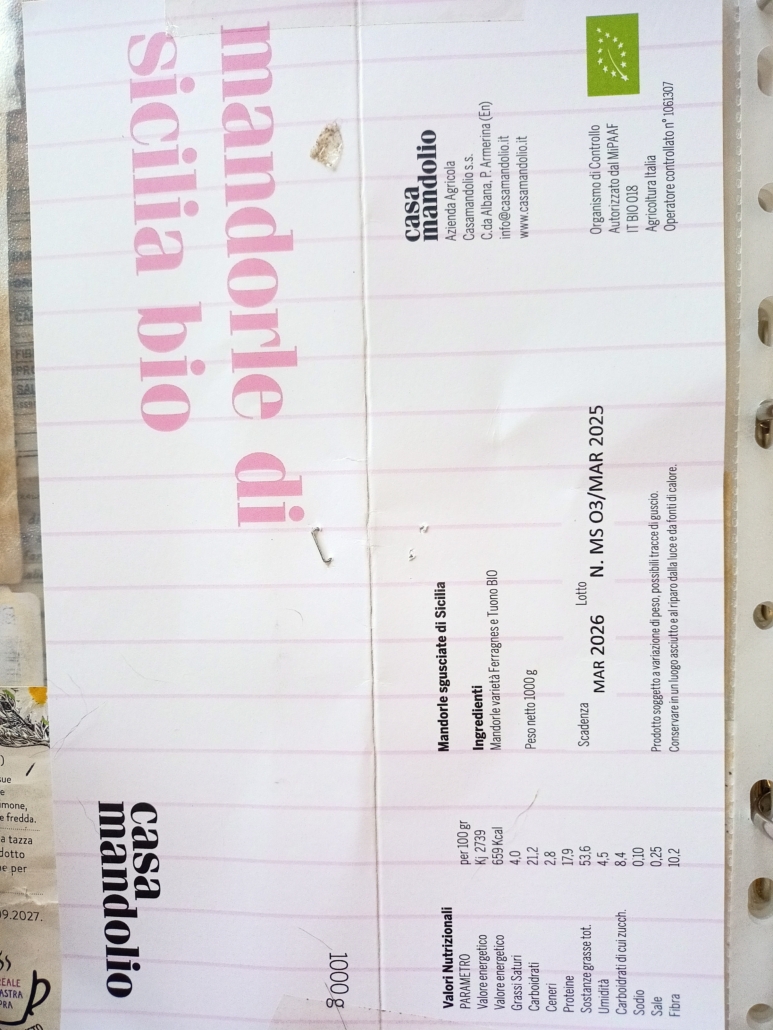 mandorle di
sicilia bio
casa
mandolio
1000 g
Valori Nutrizionali
PARAMETRO per 100 gr
Valore energetico Kj 2739
Valore energetico 659 Kcal
Grassi Saturi 4,0
Carboidrati 21,2
Ceneri 2,8
Proteine 17,9
Sostanze grasse tot. 53,6
Umidità 4,5
Carboidrati di cui zucch. 8,4
Sodio 0,10
Sale 0,25
Fibra 10,2
Mandorle sgusciate di Sicilia
Ingredienti
Mandorle varietà Ferragnes e Tuono BIO
Peso netto 1000 g
Scadenza Lotto
MAR 2026 N. MS O3/MAR 2025
Prodotto soggetto a variazione di peso, possibili tracce di guscio.
Conservare in un luogo asciutto e al riparo dalla luce e da fonti di calore.
casa
mandolio
Azienda Agricola
Casamandolio s.s.
C.da Albana, P. Armerina (En)
info@casamandolio.it
www.casamandolio.it
Organismo di Controllo
Autorizzato dal MiPAAF
IT BIO 018
Agricoltura Italia
Operatore controllato n° 1061307
e fredda.
a tazza
09.2027.